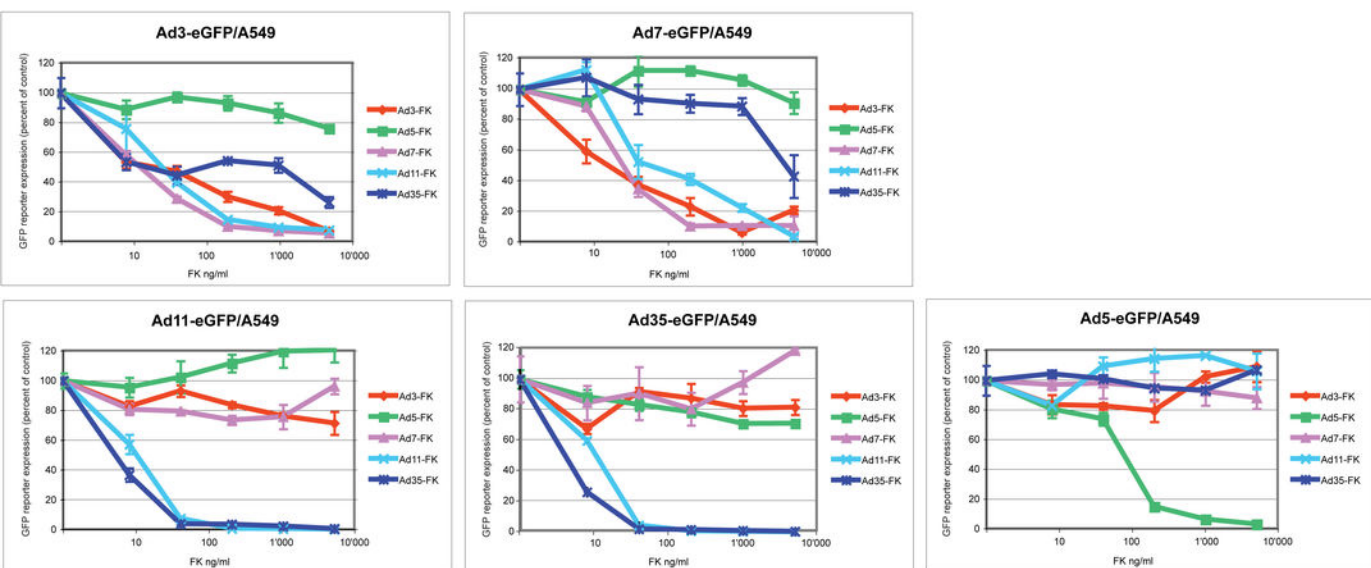 Ad3-eGFP/A549
GFP reporter expression (percent of control)
120
100
80
60
40
20
0
10
100
1'000
10'000
FK ng/ml
Ad3-FK
Ad5-FK
Ad7-FK
Ad11-FK
Ad35-FK
Ad7-eGFP/A549
GFP reporter expression (percent of control)
120
100
80
60
40
20
0
10
100
1'000
10'000
FK ng/ml
Ad3-FK
Ad5-FK
Ad7-FK
Ad11-FK
Ad35-FK
Ad11-eGFP/A549
GFP reporter expression (percent of control)
120
100
80
60
40
20
0
10
100
1'000
10'000
FK ng/ml
Ad3-FK
Ad5-FK
Ad7-FK
Ad11-FK
Ad35-FK
Ad35-eGFP/A549
GFP reporter expression (percent of control)
120
100
80
60
40
20
0
10
100
1'000
10'000
FK ng/ml
Ad3-FK
Ad5-FK
Ad7-FK
Ad11-FK
Ad35-FK
Ad5-eGFP/A549
GFP reporter expression (percent of control)
120
100
80
60
40
20
0
10
100
1'000
10'000
FK ng/ml
Ad3-FK
Ad5-FK
Ad7-FK
Ad11-FK
Ad35-FK